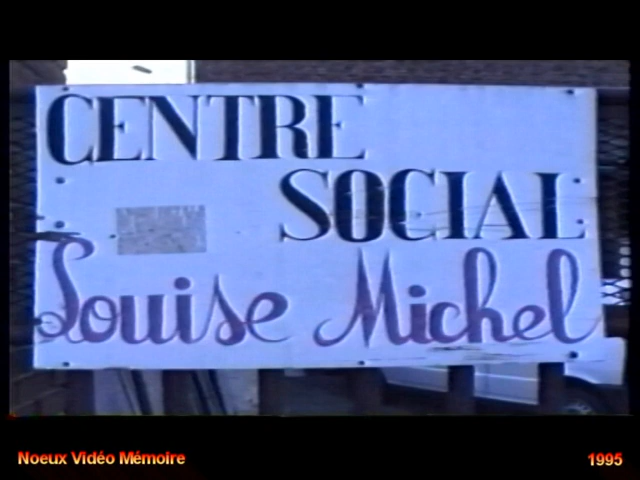 CENTRE
SOCIAL
Louise Michel
Noeux Vidéo Mémoire
1995